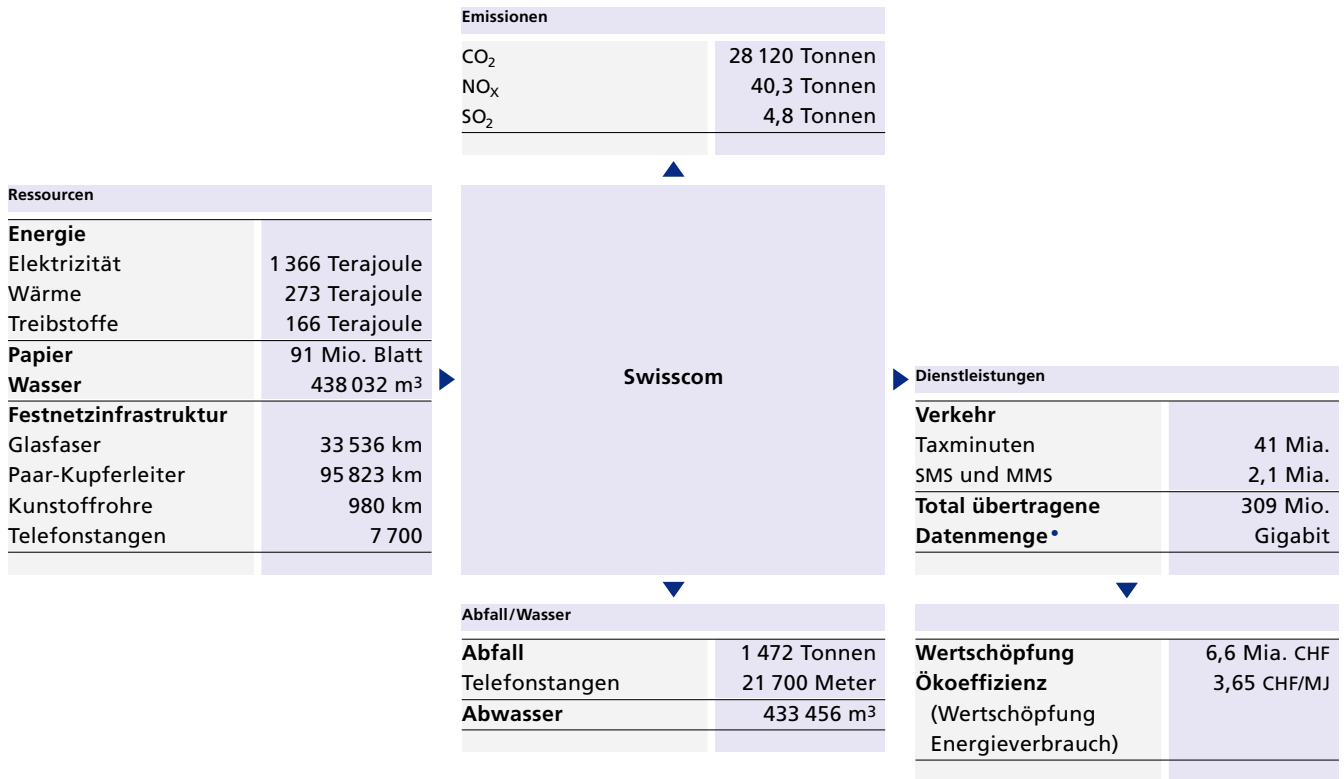 Emissionen
CO₂ 28 120 Tonnen
NOₓ 40,3 Tonnen
SO₂ 4,8 Tonnen
Ressourcen
Energie
Elektrizität 1 366 Terajoule
Wärme 273 Terajoule
Treibstoffe 166 Terajoule
Papier 91 Mio. Blatt
Wasser 438 032 m³
Festnetzinfrastruktur
Glasfaser 33 536 km
Paar-Kupferleiter 95 823 km
Kunstoffrohre 980 km
Telefonstangen 7 700
Swisscom
Dienstleistungen
Verkehr
Taxminuten 41 Mia.
SMS und MMS 2,1 Mia.
Total übertragene 309 Mio.
Datenmenge• Gigabit
Abfall/Wasser
Abfall 1 472 Tonnen
Telefonstangen 21 700 Meter
Abwasser 433 456 m³
Wertschöpfung 6,6 Mia. CHF
Ökoeffizienz 3,65 CHF/MJ
(Wertschöpfung
Energieverbrauch)